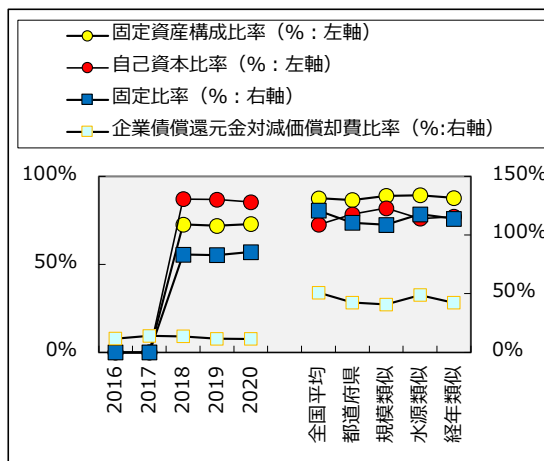 固定資産構成比率（%：左軸）
自己資本比率（%：左軸）
固定比率（%：右軸）
企業債償還元金対減価償却費比率（%:右軸）
100%
50%
0%
150%
100%
50%
0%
2016
2017
2018
2019
2020
全国平均
都道府県
規模類似
水源類似
経年類似